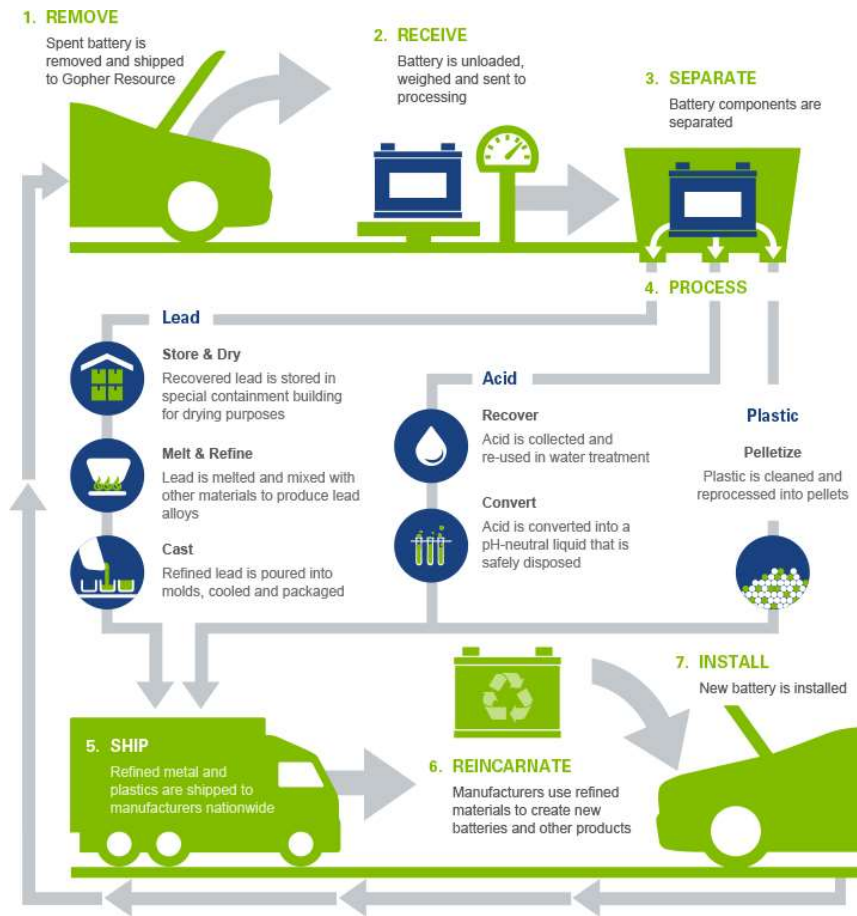 1. REMOVE
Spent battery is
removed and shipped
to Gopher Resource
2. RECEIVE
Battery is unloaded,
weighed and sent to
processing
3. SEPARATE
Battery components are
separated
4. PROCESS
Lead
Store & Dry
Recovered lead is stored in
special containment building
for drying purposes
Melt & Refine
Lead is melted and mixed with
other materials to produce lead
alloys
Cast
Refined lead is poured into
molds, cooled and packaged
Acid
Recover
Acid is collected and
re-used in water treatment
Convert
Acid is converted into a
pH-neutral liquid that is
safely disposed
Plastic
Pelletize
Plastic is cleaned and
reprocessed into pellets
5. SHIP
Refined metal and
plastics are shipped to
manufacturers nationwide
6. REINCARNATE
Manufacturers use refined
materials to create new
batteries and other products
7. INSTALL
New battery is installed